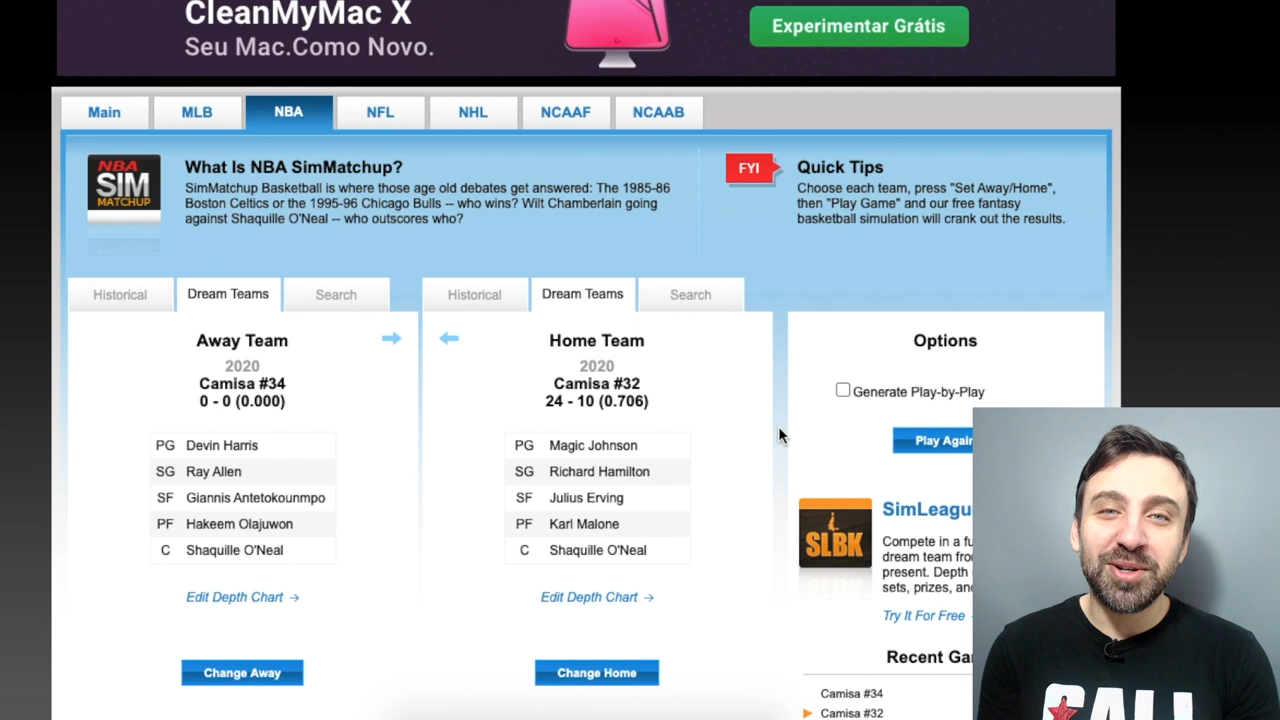 CleanMyMac X
Seu Mac.Como Novo.
Experimentar Grátis
Main
MLB
NBA
NFL
NHL
NCAAF
NCAAB
NBA
SIM
MATCHUP
What Is NBA SimMatchup?
SimMatchup Basketball is where those age old debates get answered: The 1985-86
Boston Celtics or the 1995-96 Chicago Bulls -- who wins? Wilt Chamberlain going
against Shaquille O'Neal -- who outscores who?
FYI
Quick Tips
Choose each team, press "Set Away/Home",
then "Play Game" and our free fantasy
basketball simulation will crank out the results.
Historical
Dream Teams
Search
Historical
Dream Teams
Search
Away Team
2020
Camisa #34
0 - 0 (0.000)
PG Devin Harris
SG Ray Allen
SF Giannis Antetokounmpo
PF Hakeem Olajuwon
C Shaquille O'Neal
Edit Depth Chart →
Change Away
Home Team
2020
Camisa #32
24 - 10 (0.706)
PG Magic Johnson
SG Richard Hamilton
SF Julius Erving
PF Karl Malone
C Shaquille O'Neal
Edit Depth Chart →
Change Home
Options
Generate Play-by-Play
Play Again
SLBK
SimLeague
Compete in a fu
dream team fro
present. Depth
sets, prizes, an
Try It For Free
Recent Ga
Camisa #34
Camisa #32